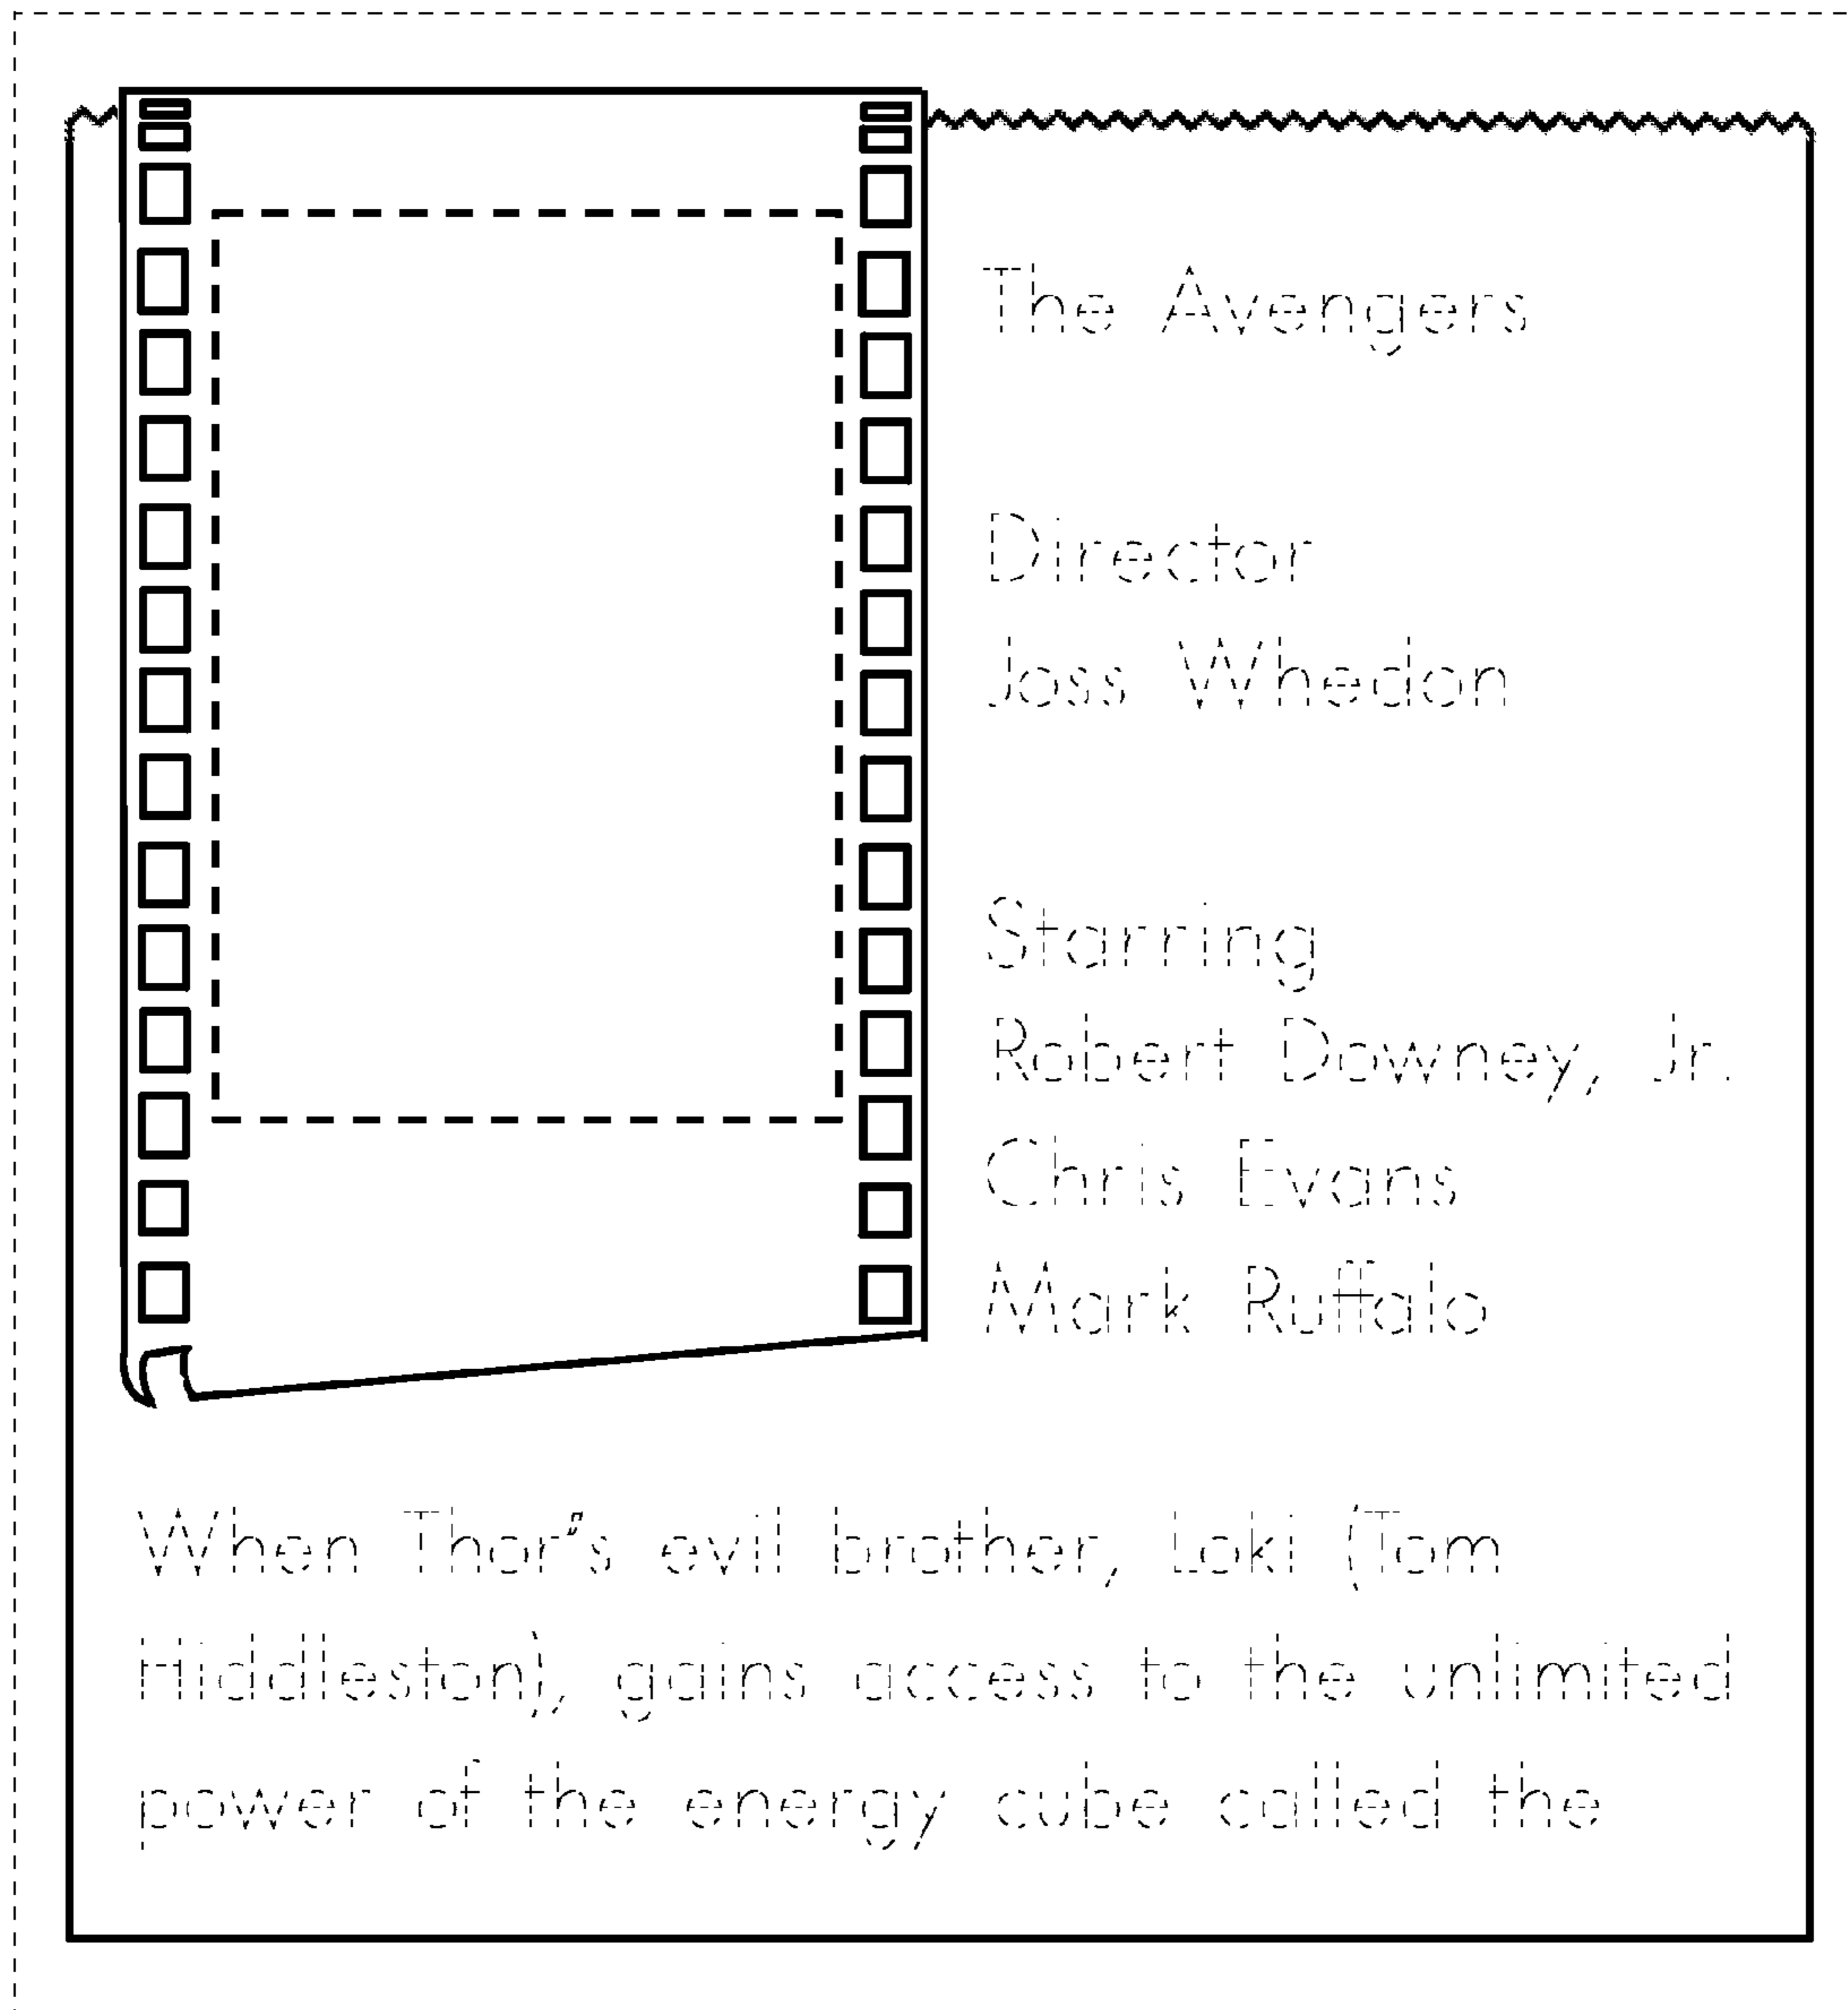 The Avengers
Director
Joss Whedon
Starring
Robert Downey, Jr.
Chris Evans
Mark Ruffalo
When Thor"s evil brother, Loki (Tom
Hiddleston), gains access to the unlimited
power of the energy cube called the